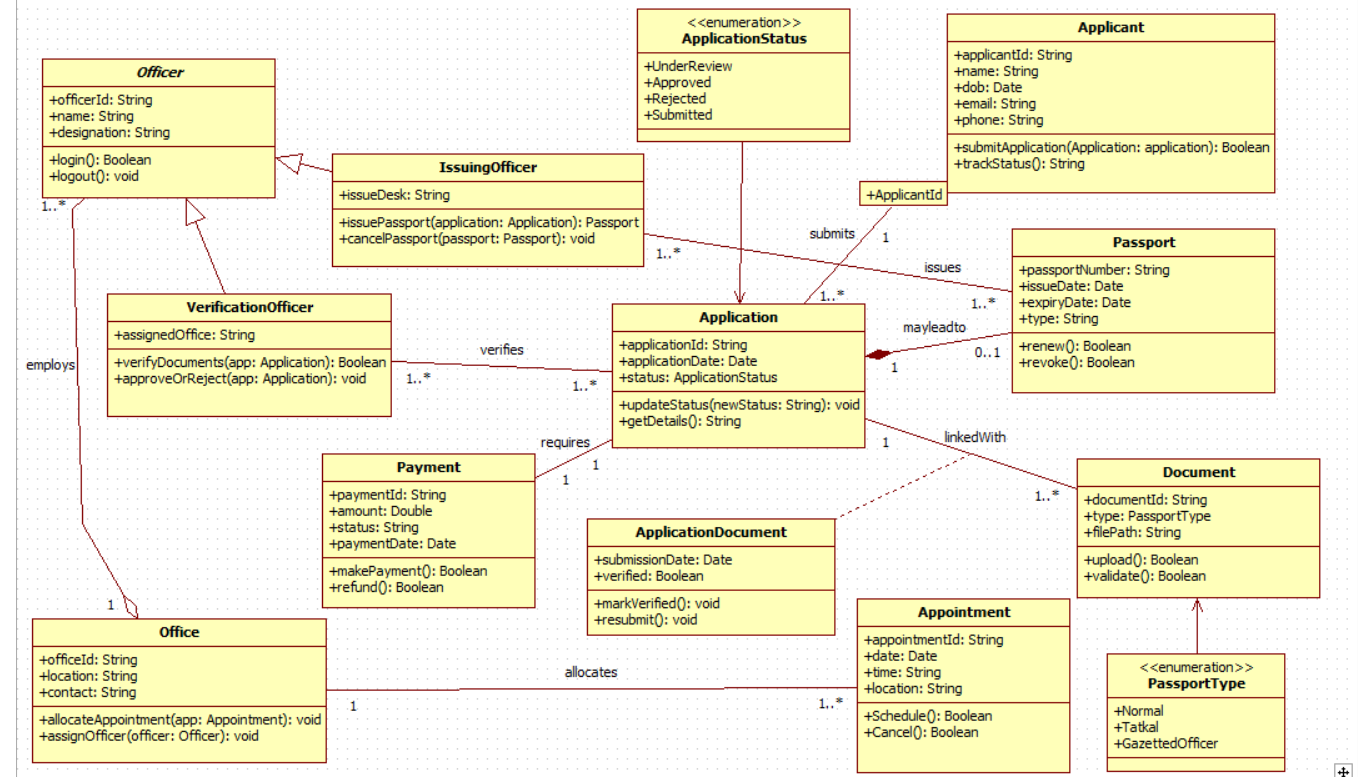 <<enumeration>>
ApplicationStatus
+UnderReview
+Approved
+Rejected
+Submitted
Applicant
+applicantId: String
+name: String
+dob: Date
+email: String
+phone: String
+submitApplication(Application: application): Boolean
+trackStatus(): String
+ApplicantId
Officer
+officerId: String
+name: String
+designation: String
+login(): Boolean
+logout(): void
1..*
IssuingOfficer
+issueDesk: String
+issuePassport(application: Application): Passport
+cancelPassport(passport: Passport): void
1..*
issues
1..*
submits
1
1..*
Passport
+passportNumber: String
+issueDate: Date
+expiryDate: Date
+type: String
+renew(): Boolean
+revoke(): Boolean
VerificationOfficer
+assignedOffice: String
+verifyDocuments(app: Application): Boolean
+approveOrReject(app: Application): void
verifies
1..*
1..*
Application
+applicationId: String
+applicationDate: Date
+status: ApplicationStatus
+updateStatus(newStatus: String): void
+getDetails(): String
mayleadto
0..1
1
employs
1
requires
1
1
linkedWith
1
1..*
Payment
+paymentId: String
+amount: Double
+status: String
+paymentDate: Date
+makePayment(): Boolean
+refund(): Boolean
ApplicationDocument
+submissionDate: Date
+verified: Boolean
+markVerified(): void
+resubmit(): void
Document
+documentId: String
+type: PassportType
+filePath: String
+upload(): Boolean
+validate(): Boolean
Office
+officeId: String
+location: String
+contact: String
+allocateAppointment(app: Appointment): void
+assignOfficer(officer: Officer): void
allocates
1
1..*
Appointment
+appointmentId: String
+date: Date
+time: String
+location: String
+Schedule(): Boolean
+Cancel(): Boolean
<<enumeration>>
PassportType
+Normal
+Tatkal
+GazettedOfficer